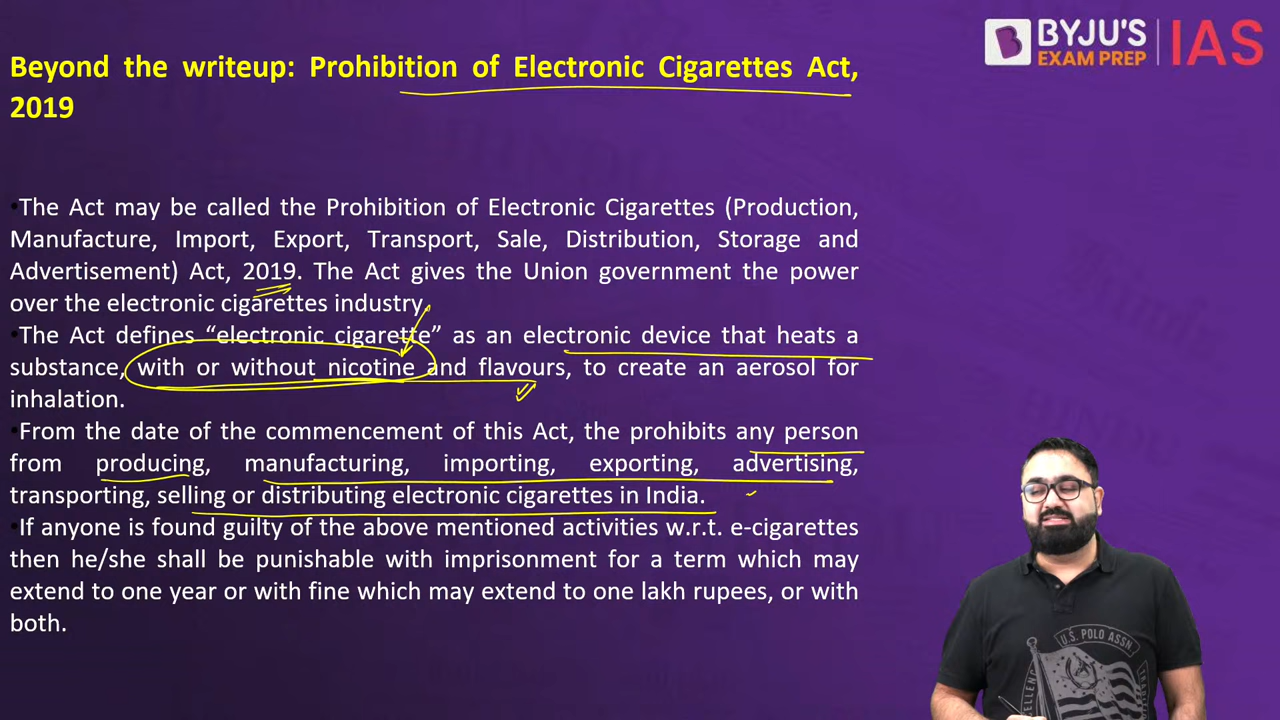 BYJU'S
EXAM PREP
IAS
Beyond the writeup: Prohibition of Electronic Cigarettes Act,
2019
•The Act may be called the Prohibition of Electronic Cigarettes (Production,
Manufacture, Import, Export, Transport, Sale, Distribution, Storage and
Advertisement) Act, 2019. The Act gives the Union government the power
over the electronic cigarettes industry.
•The Act defines “electronic cigarette” as an electronic device that heats a
substance, with or without nicotine and flavours, to create an aerosol for
inhalation.
•From the date of the commencement of this Act, the prohibits any person
from producing, manufacturing, importing, exporting, advertising,
transporting, selling or distributing electronic cigarettes in India.
•If anyone is found guilty of the above mentioned activities w.r.t. e-cigarettes
then he/she shall be punishable with imprisonment for a term which may
extend to one year or with fine which may extend to one lakh rupees, or with
both.
U.S. POLO ASSN